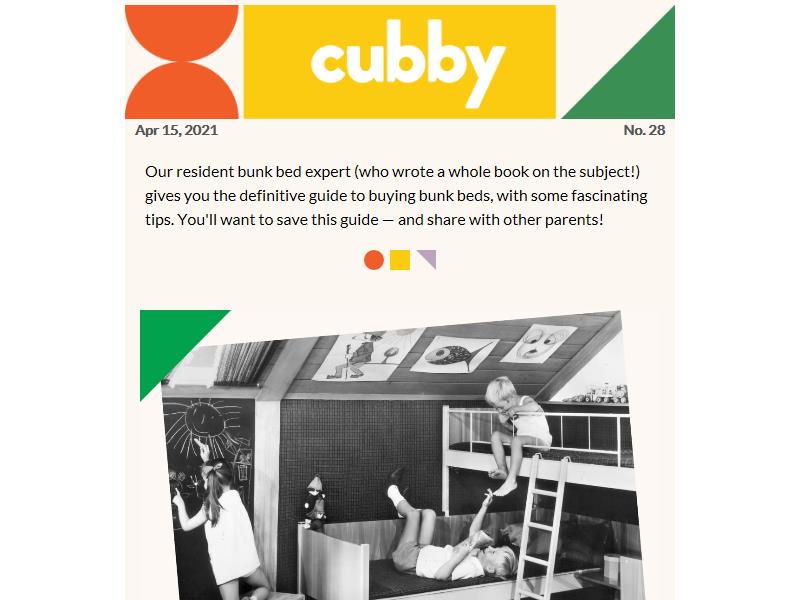 cubby
Apr 15, 2021
No. 28
Our resident bunk bed expert (who wrote a whole book on the subject!)
gives you the definitive guide to buying bunk beds, with some fascinating
tips. You'll want to save this guide — and share with other parents!